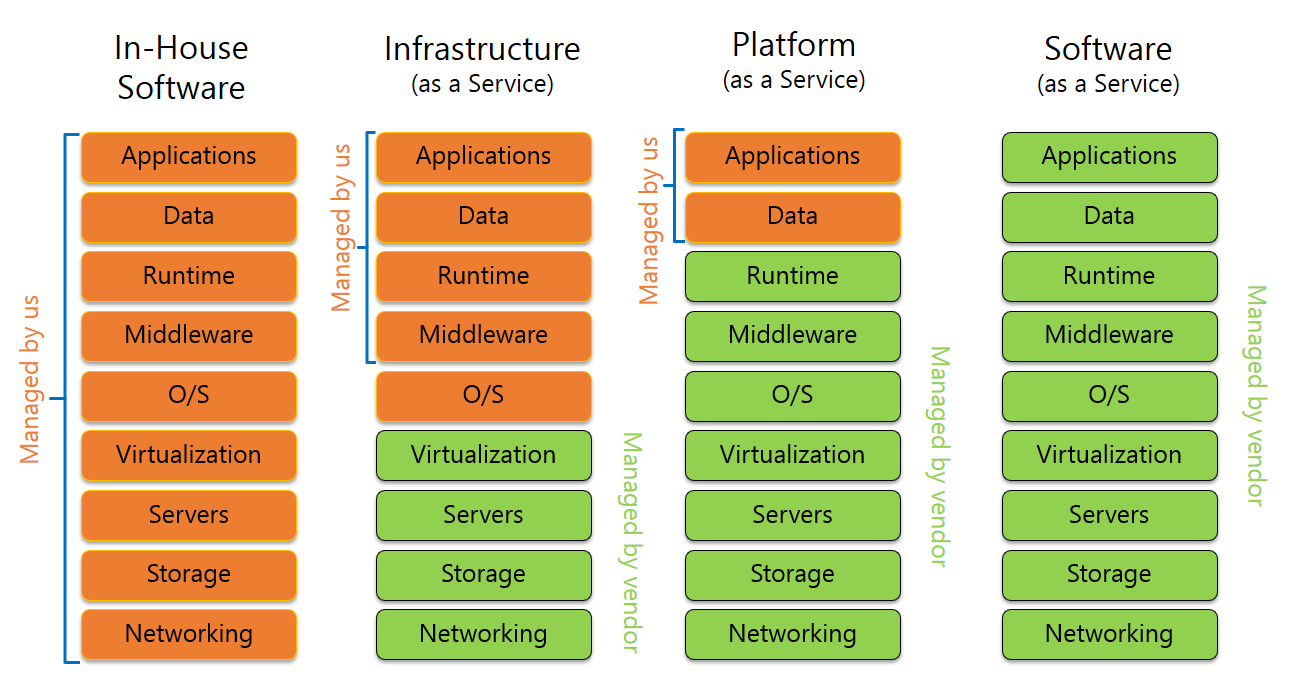 In-House
Software
Managed by us
Applications
Data
Runtime
Middleware
O/S
Virtualization
Servers
Storage
Networking
Infrastructure
(as a Service)
Managed by us
Applications
Data
Runtime
Middleware
O/S
Virtualization
Servers
Storage
Networking
Managed by vendor
Platform
(as a Service)
Managed by us
Applications
Data
Runtime
Middleware
O/S
Virtualization
Servers
Storage
Networking
Managed by vendor
Software
(as a Service)
Applications
Data
Runtime
Middleware
O/S
Virtualization
Servers
Storage
Networking
Managed by vendor